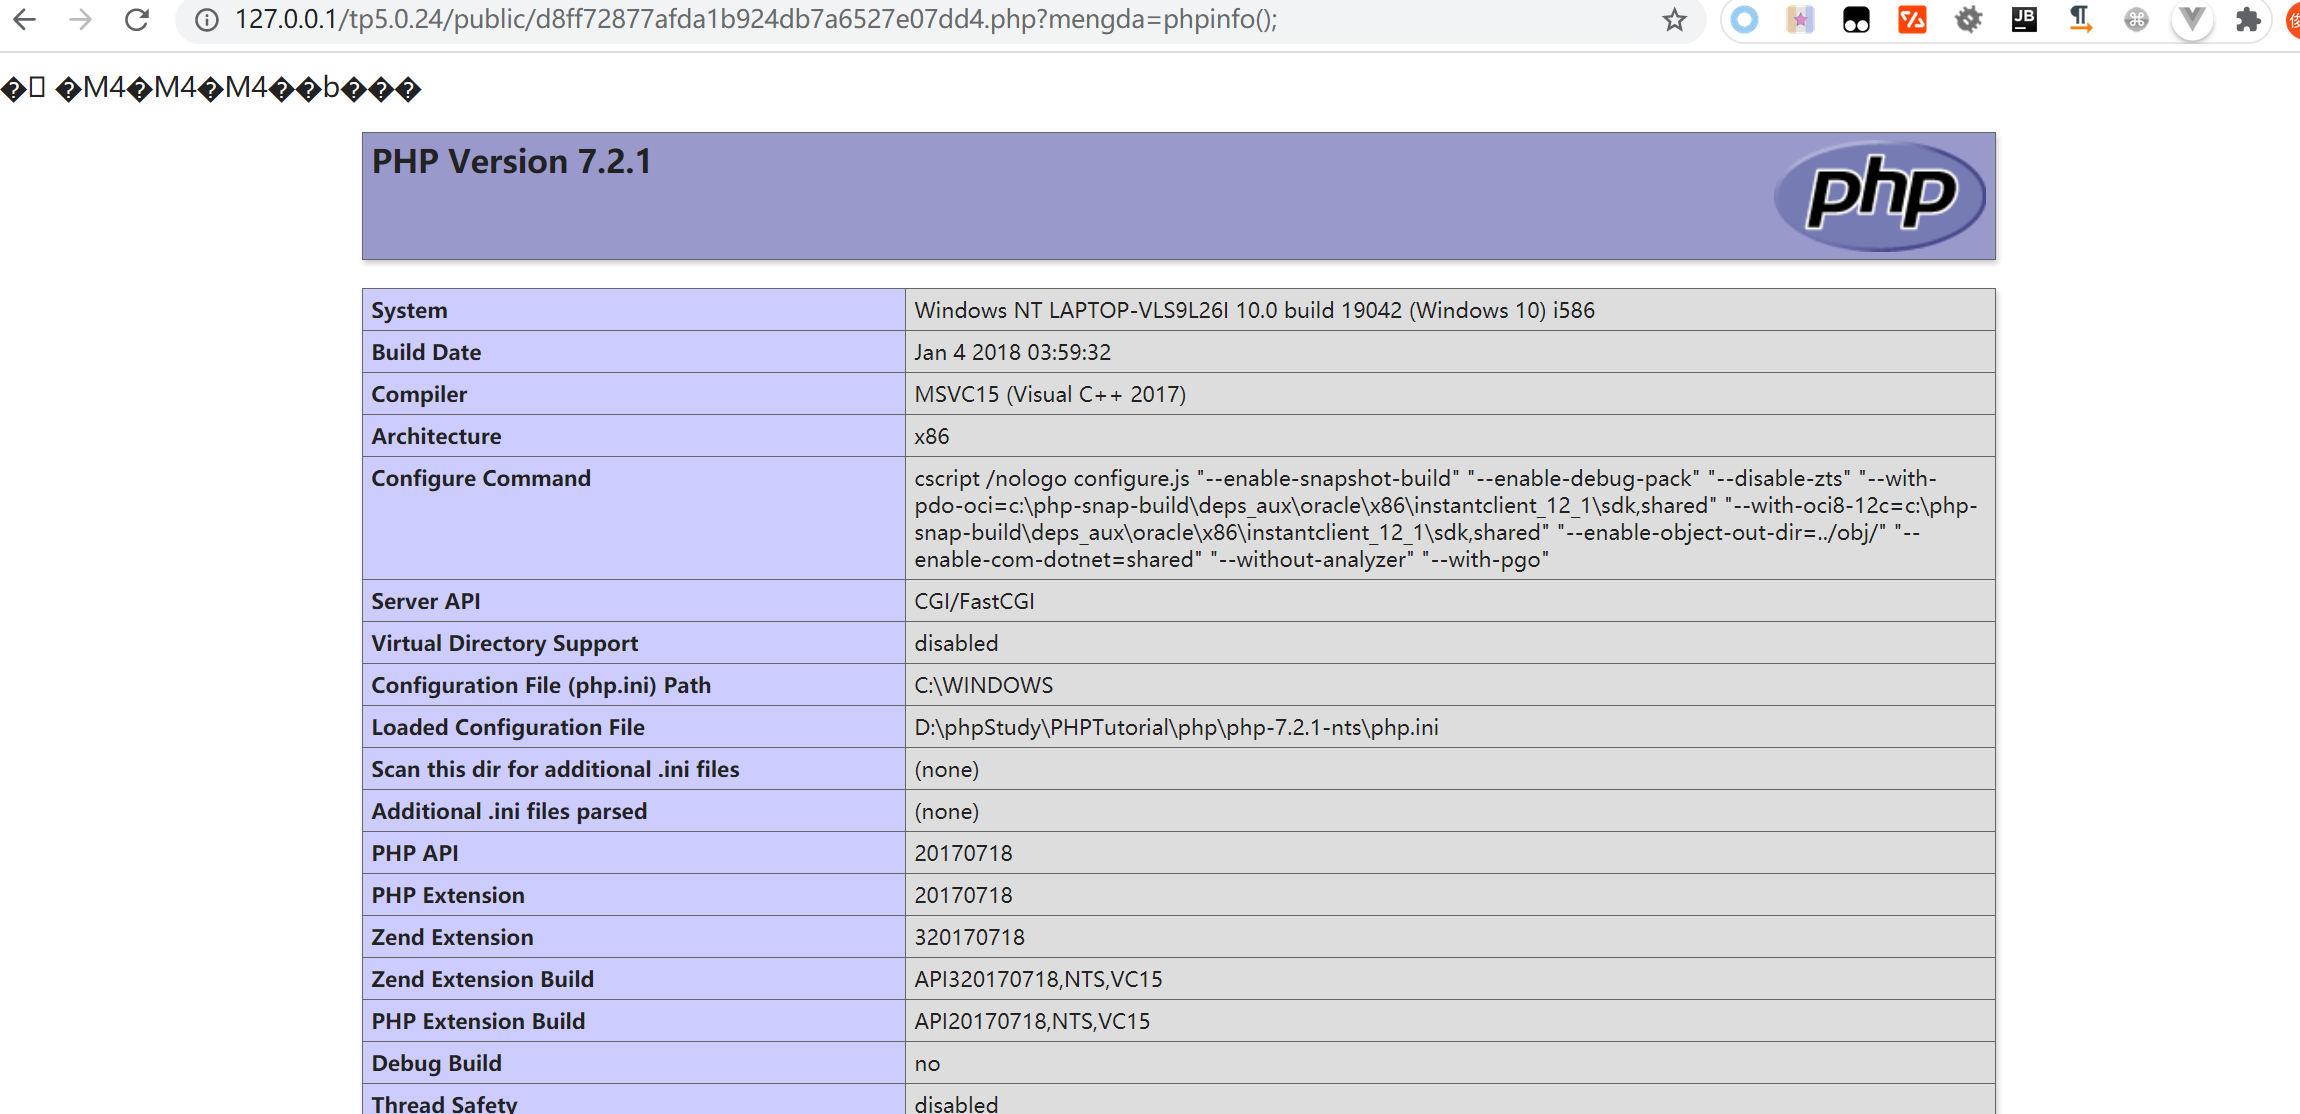 127.0.0.1/tp5.0.24/public/d8ff72877afda1b924db7a6527e07dd4.php?mengda=phpinfo();
JB
�▯ �M4�M4�M4��b���
PHP Version 7.2.1
php
System Windows NT LAPTOP-VLS9L26I 10.0 build 19042 (Windows 10) i586
Build Date Jan 4 2018 03:59:32
Compiler MSVC15 (Visual C++ 2017)
Architecture x86
Configure Command cscript /nologo configure.js "--enable-snapshot-build" "--enable-debug-pack" "--disable-zts" "--with-
pdo-oci=c:\php-snap-build\deps_aux\oracle\x86\instantclient_12_1\sdk,shared" "--with-oci8-12c=c:\php-
snap-build\deps_aux\oracle\x86\instantclient_12_1\sdk,shared" "--enable-object-out-dir=../obj/" "--
enable-com-dotnet=shared" "--without-analyzer" "--with-pgo"
Server API CGI/FastCGI
Virtual Directory Support disabled
Configuration File (php.ini) Path C:\WINDOWS
Loaded Configuration File D:\phpStudy\PHPTutorial\php\php-7.2.1-nts\php.ini
Scan this dir for additional .ini files (none)
Additional .ini files parsed (none)
PHP API 20170718
PHP Extension 20170718
Zend Extension 320170718
Zend Extension Build API320170718,NTS,VC15
PHP Extension Build API20170718,NTS,VC15
Debug Build no
Thread Safety disabled